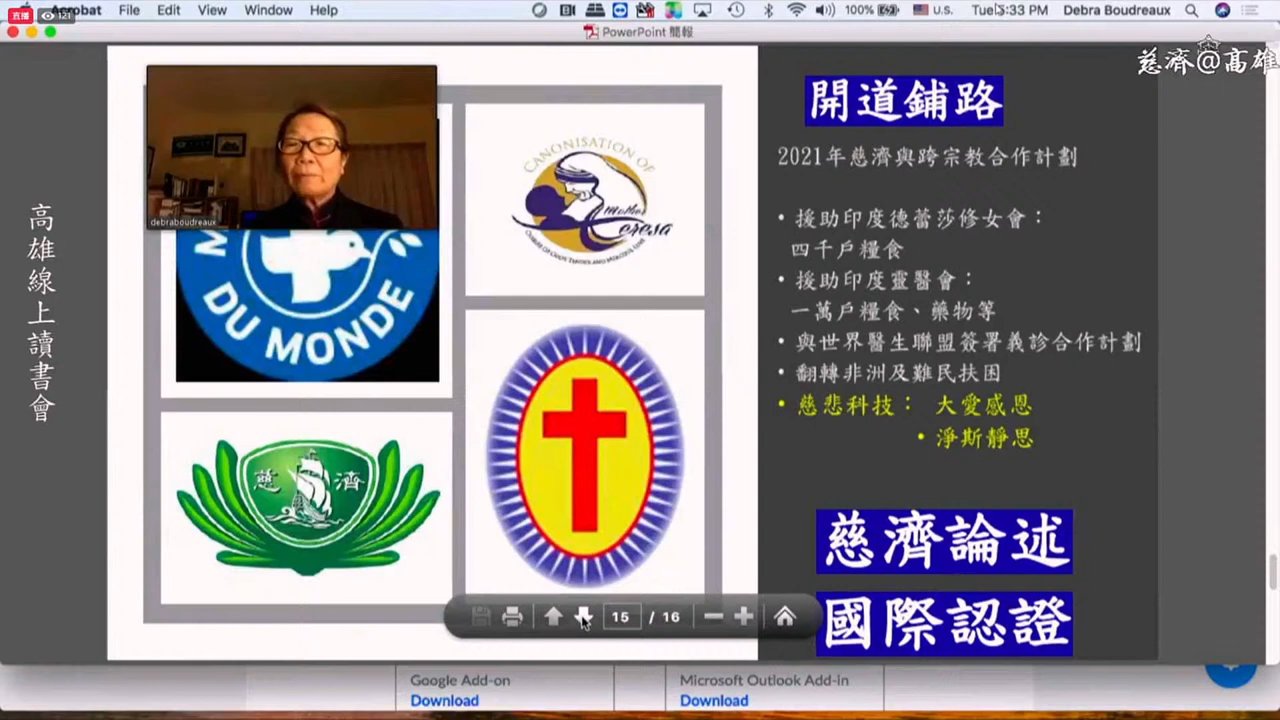 直播 121
Acrobat File Edit View Window Help
100% U.S. Tue 5:33 PM Debra Boudreaux
PowerPoint 簡報
慈濟@高雄
高雄線上讀書會
debraboudreaux
DU MONDE
CANONISATION OF
Mother
Teresa
慈濟
開道鋪路
2021年慈濟與跨宗教合作計劃
• 援助印度德蕾莎修女會：
四千戶糧食
• 援助印度靈醫會：
一萬戶糧食、藥物等
• 與世界醫生聯盟簽署義診合作計劃
• 翻轉非洲及難民扶困
• 慈悲科技： 大愛感恩
• 淨斯靜思
慈濟論述
國際認證
15 / 16
Google Add-on
Download
Microsoft Outlook Add-in
Download